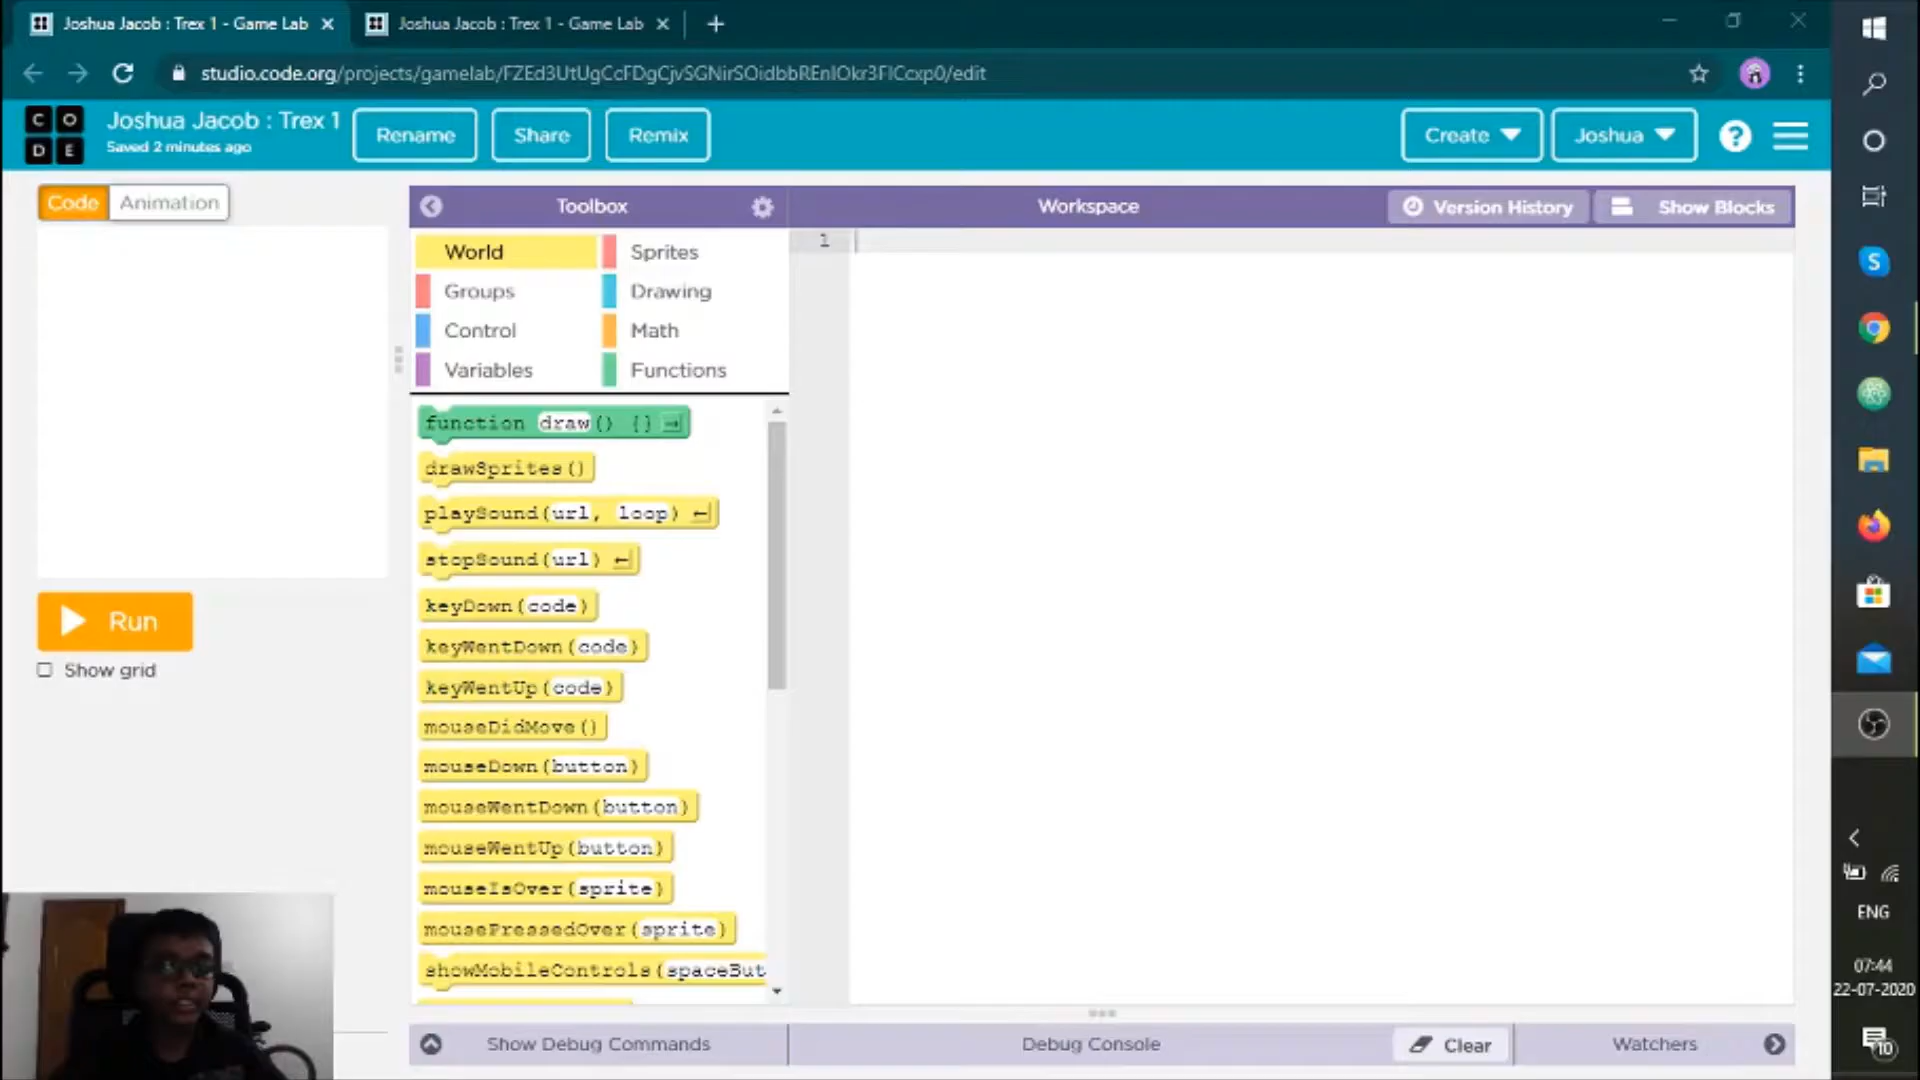 Joshua Jacob : Trex 1 - Game Lab
Joshua Jacob : Trex 1 - Game Lab
studio.code.org/projects/gamelab/FZEd3UtUgCcFDgCjvSGNirSOidbbREnIOkr3FICcxp0/edit
C O
D E
Joshua Jacob : Trex 1
Saved 2 minutes ago
Rename
Share
Remix
Create
Joshua
?
Code
Animation
Toolbox
Workspace
Version History
Show Blocks
World
Sprites
Groups
Drawing
Control
Math
Variables
Functions
1
function draw() {}
drawSprites()
playSound(url, loop)
stopSound(url)
keyDown(code)
keyWentDown(code)
keyWentUp(code)
mouseDidMove()
mouseDown(button)
mouseWentDown(button)
mouseWentUp(button)
mouseIsOver(sprite)
mousePressedOver(sprite)
showMobileControls(spaceBut
Run
Show grid
Show Debug Commands
Debug Console
Clear
Watchers
S
ENG
07:44
22-07-2020
10